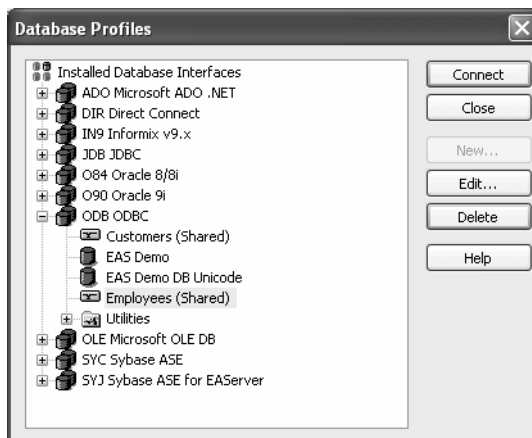 Database Profiles
Installed Database Interfaces
ADO Microsoft ADO .NET
DIR Direct Connect
IN9 Informix v9.x
JDB JDBC
O84 Oracle 8/8i
O90 Oracle 9i
ODB ODBC
Customers (Shared)
EAS Demo
EAS Demo DB Unicode
Employees (Shared)
Utilities
OLE Microsoft OLE DB
SYC Sybase ASE
SYJ Sybase ASE for EAServer
Connect
Close
New...
Edit...
Delete
Help